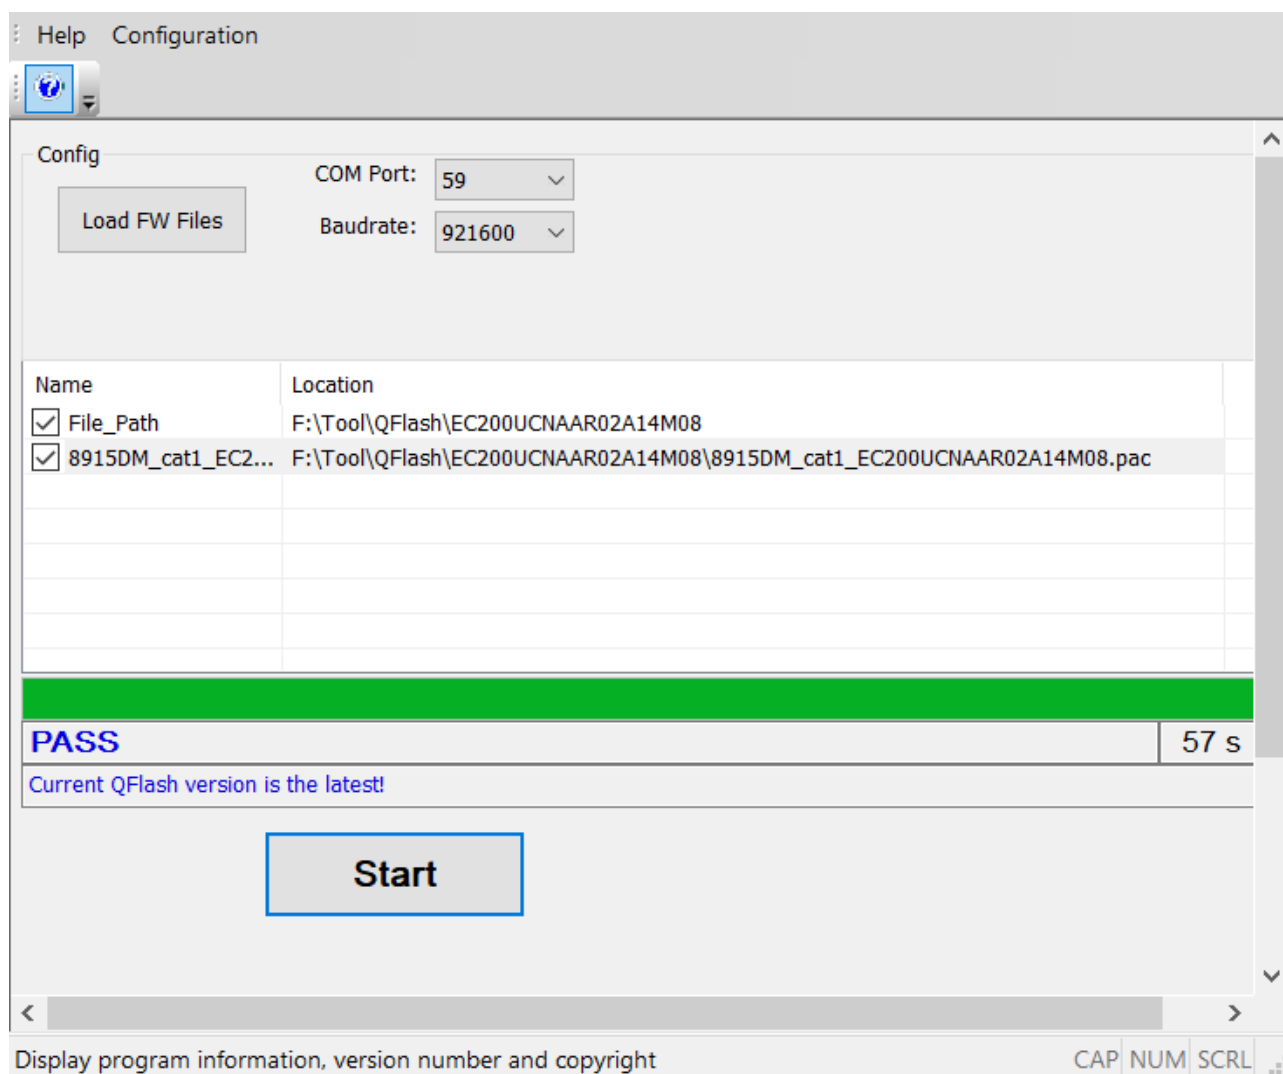 Help Configuration
Config
COM Port: 59
Load FW Files
Baudrate: 921600
Name Location
File_Path F:\Tool\QFlash\EC200UCNAAR02A14M08
8915DM_cat1_EC2... F:\Tool\QFlash\EC200UCNAAR02A14M08\8915DM_cat1_EC200UCNAAR02A14M08.pac
PASS 57 s
Current QFlash version is the latest!
Start
Display program information, version number and copyright CAP NUM SCRL